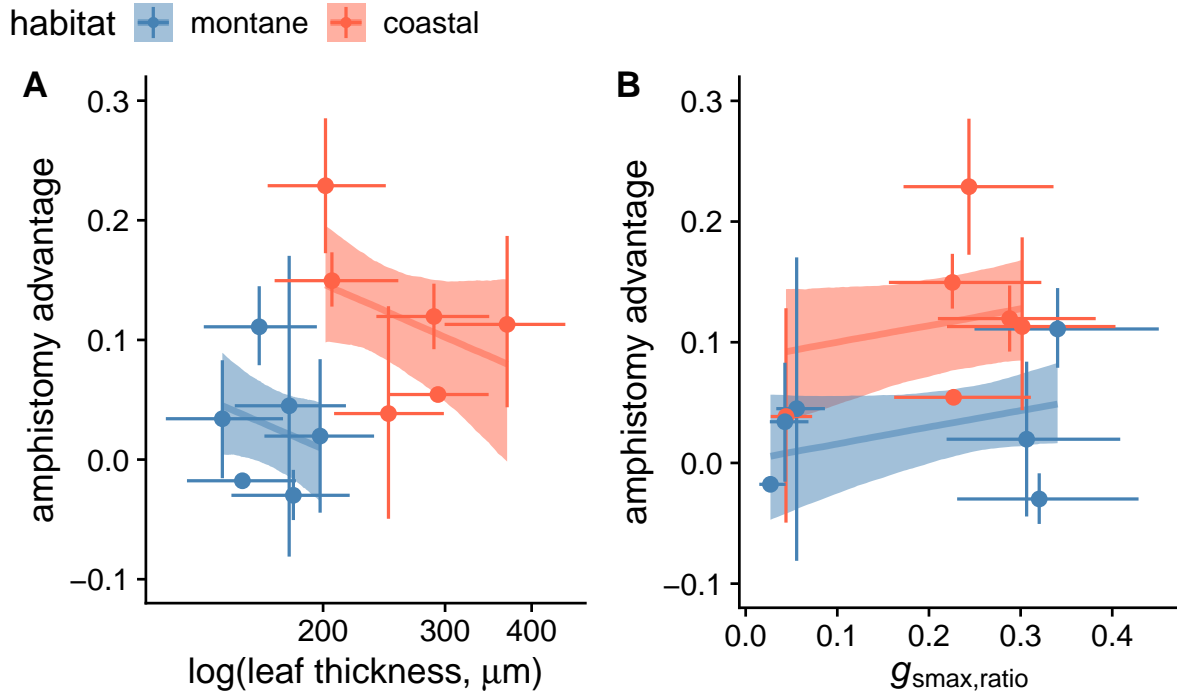 habitat montane coastal
A
amphistomy advantage
0.3
0.2
0.1
0.0
−0.1
200 300 400
log(leaf thickness, μm)
B
amphistomy advantage
0.3
0.2
0.1
0.0
−0.1
0.0 0.1 0.2 0.3 0.4
gsmax,ratio